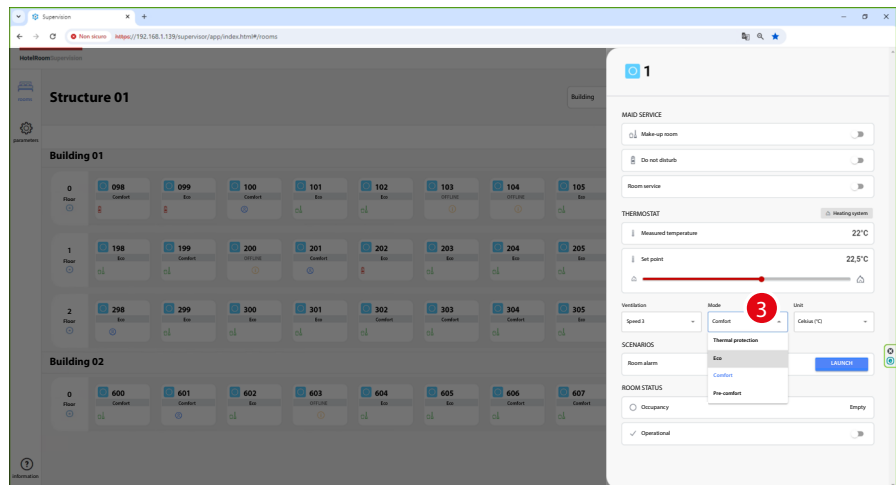 Supervision
Non sicuro https://192.168.1.139/supervisor/app/index.html#/rooms
HotelRoom Supervision
rooms
Structure 01
Building
parameters
Building 01
0 Floor
098 Comfort
099 Eco
100 Comfort
101 Eco
102 Eco
103 OFFLINE
104 OFFLINE
105 Eco
1 Floor
198 Eco
199 Comfort
200 OFFLINE
201 Comfort
202 Eco
203 Eco
204 Eco
205 Eco
2 Floor
298 Eco
299 Eco
300 Eco
301 Eco
302 Comfort
303 Comfort
304 Comfort
305 Eco
Building 02
0 Floor
600 Comfort
601 Comfort
602 Eco
603 OFFLINE
604 Eco
605 Eco
606 Comfort
607 Comfort
information
1
MAID SERVICE
Make-up room
Do not disturb
Room service
THERMOSTAT
Heating system
Measured temperature 22°C
Set point 22,5°C
Ventilation Mode Unit
Speed 3 Comfort Celsius (°C)
3
Thermal protection
Eco
Comfort
Pre-comfort
SCENARIOS
Room alarm LAUNCH
ROOM STATUS
Occupancy Empty
Operational